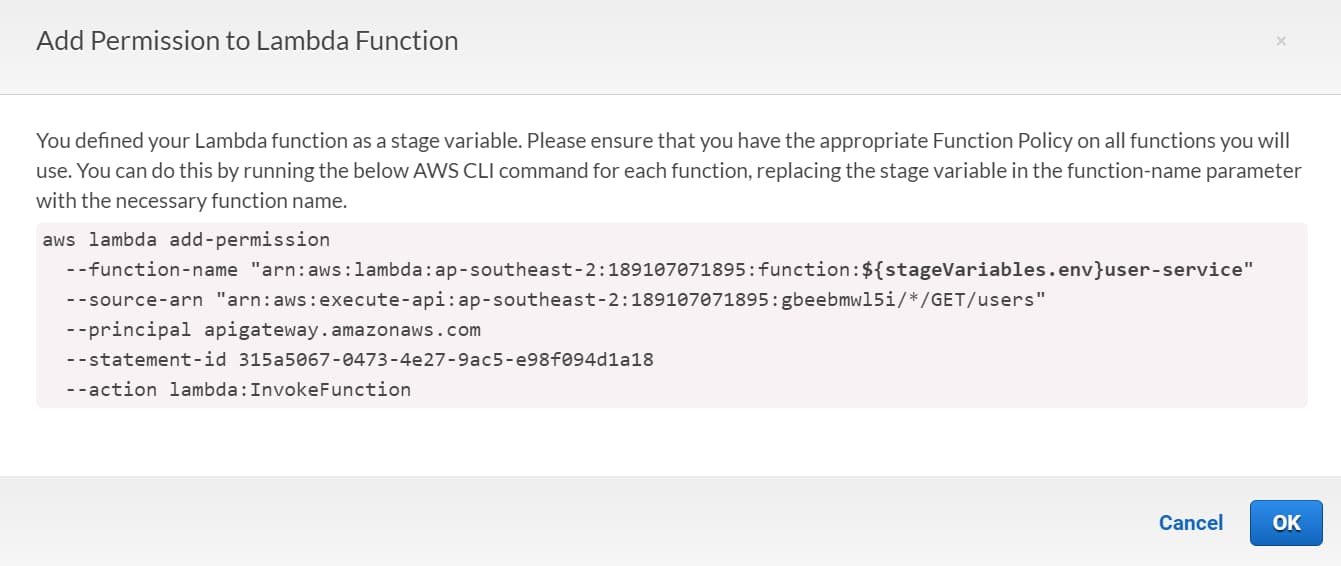 Add Permission to Lambda Function
×
You defined your Lambda function as a stage variable. Please ensure that you have the appropriate Function Policy on all functions you will
use. You can do this by running the below AWS CLI command for each function, replacing the stage variable in the function-name parameter
with the necessary function name.
aws lambda add-permission
--function-name "arn:aws:lambda:ap-southeast-2:189107071895:function:${stageVariables.env}user-service"
--source-arn "arn:aws:execute-api:ap-southeast-2:189107071895:gbeebmwl5i/*/GET/users"
--principal apigateway.amazonaws.com
--statement-id 315a5067-0473-4e27-9ac5-e98f094d1a18
--action lambda:InvokeFunction
Cancel OK